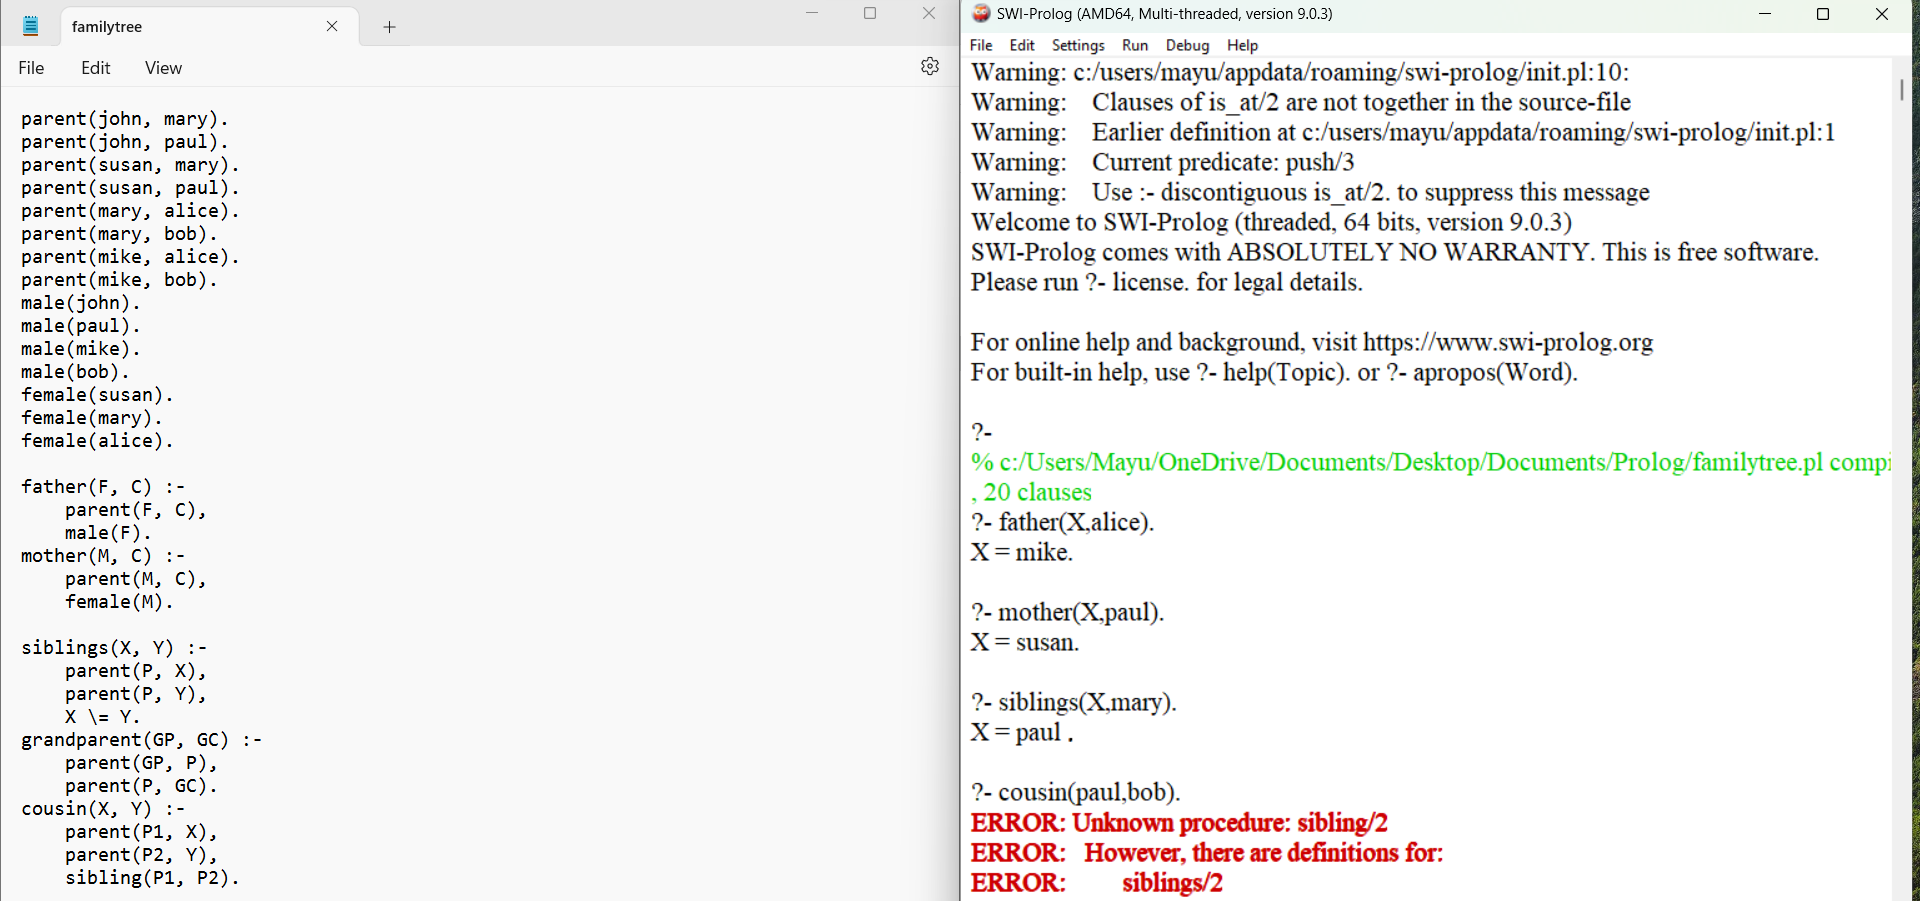 familytree
File Edit View
parent(john, mary).
parent(john, paul).
parent(susan, mary).
parent(susan, paul).
parent(mary, alice).
parent(mary, bob).
parent(mike, alice).
parent(mike, bob).
male(john).
male(paul).
male(mike).
male(bob).
female(susan).
female(mary).
female(alice).
father(F, C) :-
    parent(F, C),
    male(F).
mother(M, C) :-
    parent(M, C),
    female(M).
siblings(X, Y) :-
    parent(P, X),
    parent(P, Y),
    X \= Y.
grandparent(GP, GC) :-
    parent(GP, P),
    parent(P, GC).
cousin(X, Y) :-
    parent(P1, X),
    parent(P2, Y),
    sibling(P1, P2).
SWI-Prolog (AMD64, Multi-threaded, version 9.0.3)
File Edit Settings Run Debug Help
Warning: c:/users/mayu/appdata/roaming/swi-prolog/init.pl:10:
Warning:    Clauses of is_at/2 are not together in the source-file
Warning:    Earlier definition at c:/users/mayu/appdata/roaming/swi-prolog/init.pl:1
Warning:    Current predicate: push/3
Warning:    Use :- discontiguous is_at/2. to suppress this message
Welcome to SWI-Prolog (threaded, 64 bits, version 9.0.3)
SWI-Prolog comes with ABSOLUTELY NO WARRANTY. This is free software.
Please run ?- license. for legal details.
For online help and background, visit https://www.swi-prolog.org
For built-in help, use ?- help(Topic). or ?- apropos(Word).
?-
% c:/Users/Mayu/OneDrive/Documents/Desktop/Documents/Prolog/familytree.pl compi
, 20 clauses
?- father(X,alice).
X = mike.
?- mother(X,paul).
X = susan.
?- siblings(X,mary).
X = paul .
?- cousin(paul,bob).
ERROR: Unknown procedure: sibling/2
ERROR:   However, there are definitions for:
ERROR:         siblings/2